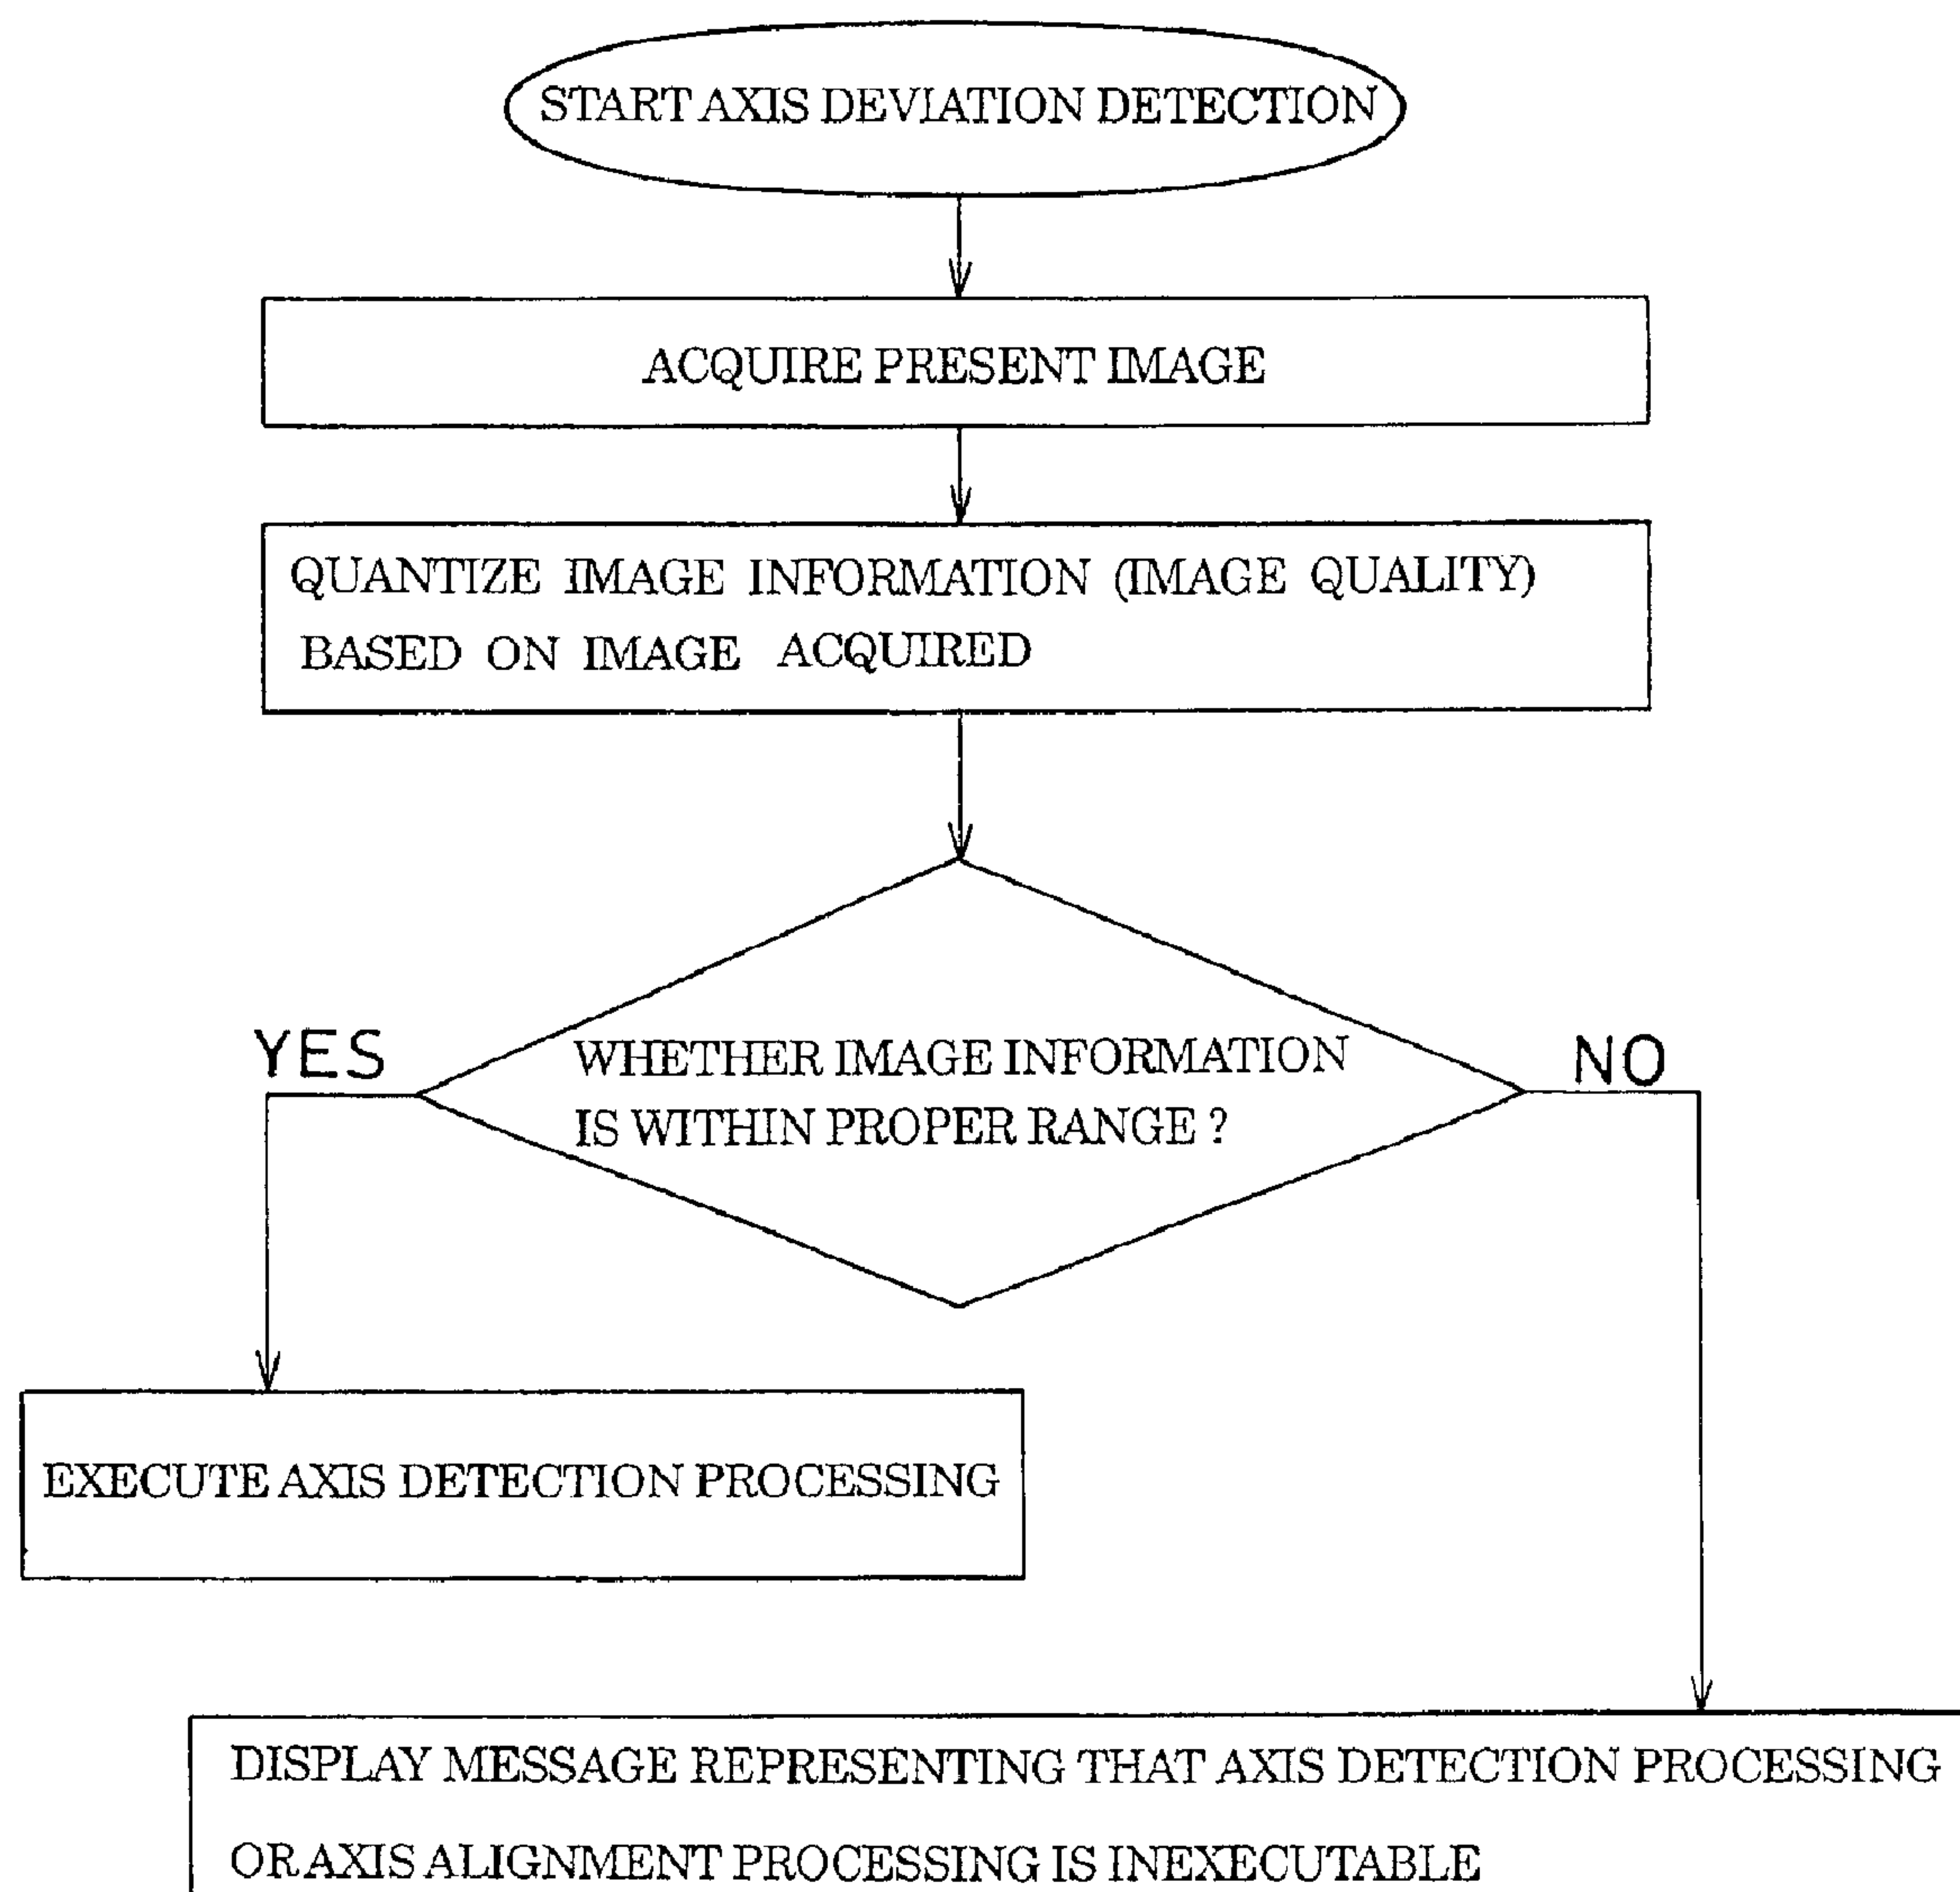 START AXIS DEVIATION DETECTION
ACQUIRE PRESENT IMAGE
QUANTIZE IMAGE INFORMATION (IMAGE QUALITY)
BASED ON IMAGE ACQUIRED
YES
WHETHER IMAGE INFORMATION
IS WITHIN PROPER RANGE ?
NO
EXECUTE AXIS DETECTION PROCESSING
DISPLAY MESSAGE REPRESENTING THAT AXIS DETECTION PROCESSING
OR AXIS ALIGNMENT PROCESSING IS INEXECUTABLE